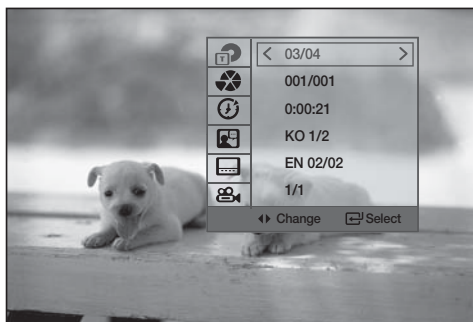 T
< 03/04 >
001/001
0:00:21
KO 1/2
EN 02/02
1/1
Change Select